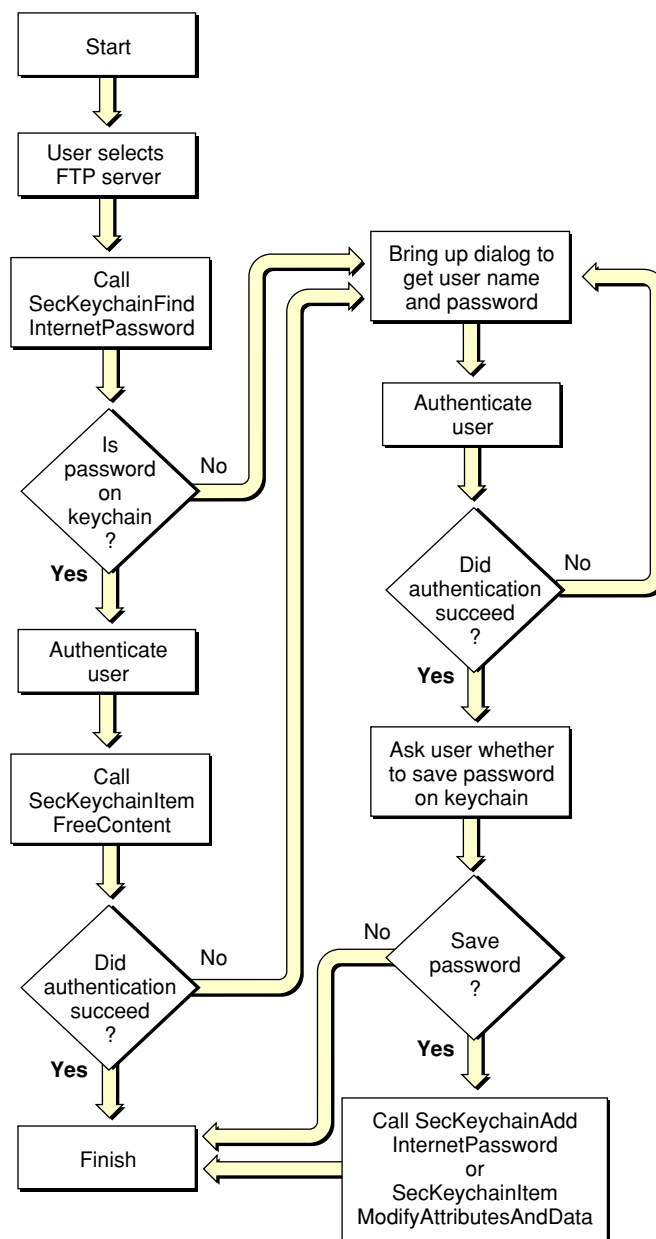 Start
User selects
FTP server
Call
SecKeychainFind
InternetPassword
Is
password
on
keychain
?
No
Yes
Authenticate
user
Call
SecKeychainItem
FreeContent
Did
authentication
succeed
?
No
Yes
Finish
Bring up dialog to
get user name
and password
Authenticate
user
Did
authentication
succeed
?
No
Yes
Ask user whether
to save password
on keychain
Save
password
?
No
Yes
Call SecKeychainAdd
InternetPassword
or
SecKeychainItem
ModifyAttributesAndData